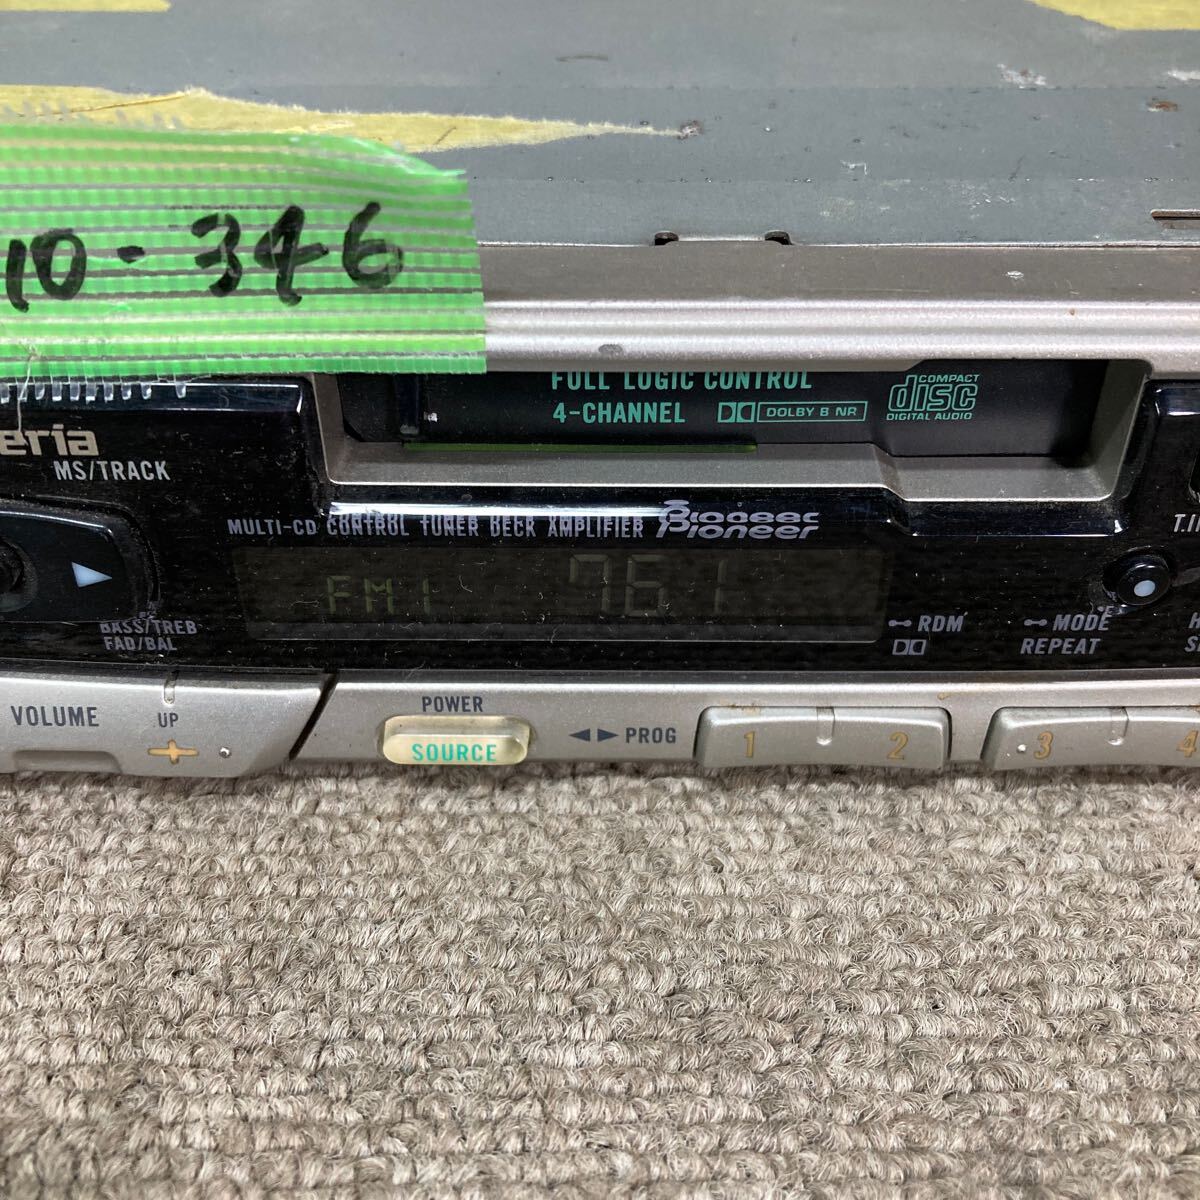 10-346
FULL LOGIC CONTROL
4-CHANNEL DOLBY B NR
COMPACT
disc
DIGITAL AUDIO
eria
MS/TRACK
MULTI-CD CONTROL TUNER DECK AMPLIFIER Pioneer
FM1 76.1
BASS/TREB
FAD/BAL
RDM
MODE
REPEAT
VOLUME
UP
+
POWER
SOURCE
◀▶ PROG
1
2
3
4